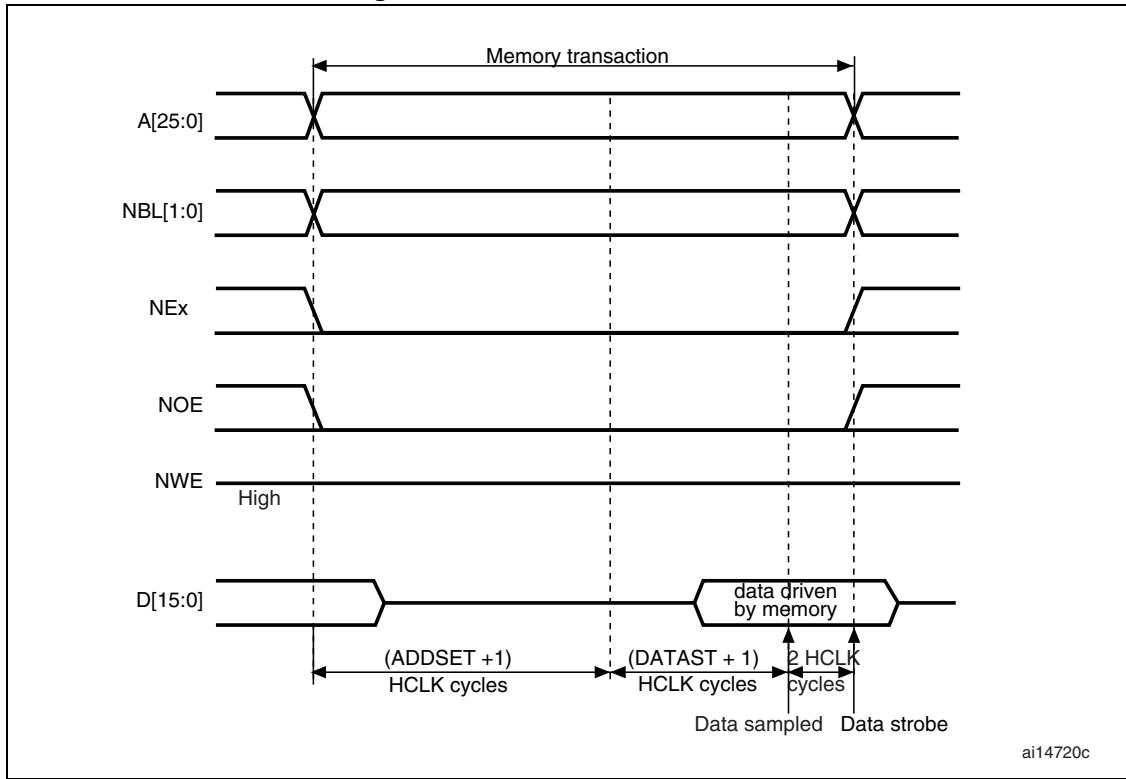 Memory transaction
A[25:0]
NBL[1:0]
NEx
NOE
NWE
High
D[15:0]
data driven
by memory
(ADDSET +1)
HCLK cycles
(DATAST + 1)
HCLK cycles
2 HCLK
cycles
Data sampled
Data strobe
ai14720c